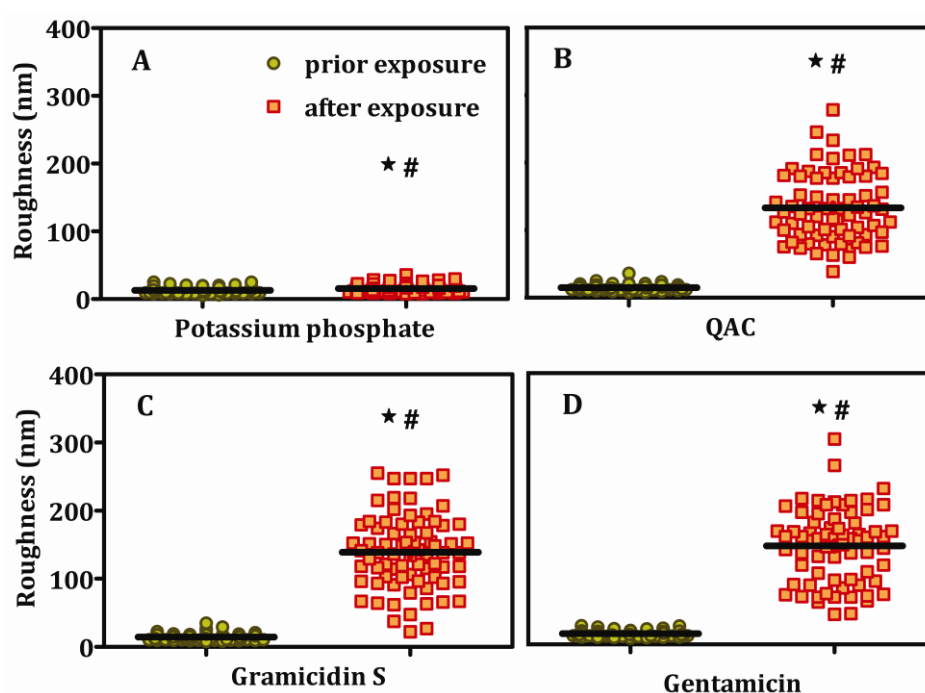 400
300
200
100
0
Roughness (nm)
A
prior exposure
after exposure
★ #
Potassium phosphate
B
★ #
QAC
400
300
200
100
0
Roughness (nm)
C
★ #
Gramicidin S
D
★ #
Gentamicin